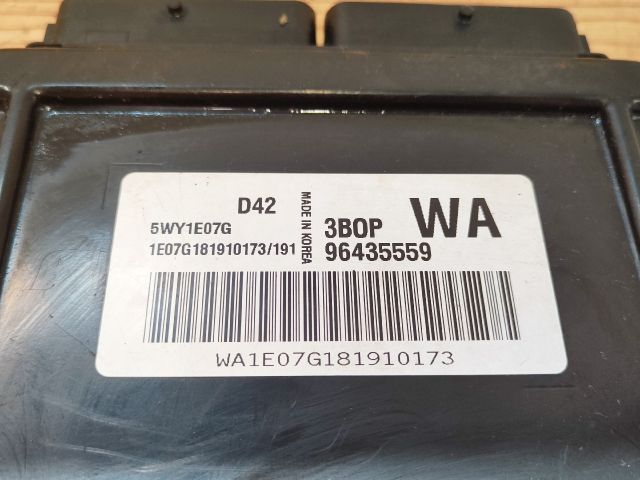 D42
5WY1E07G
1E07G181910173/191
MADE IN KOREA
3BOP
WA
96435559
WA1E07G181910173